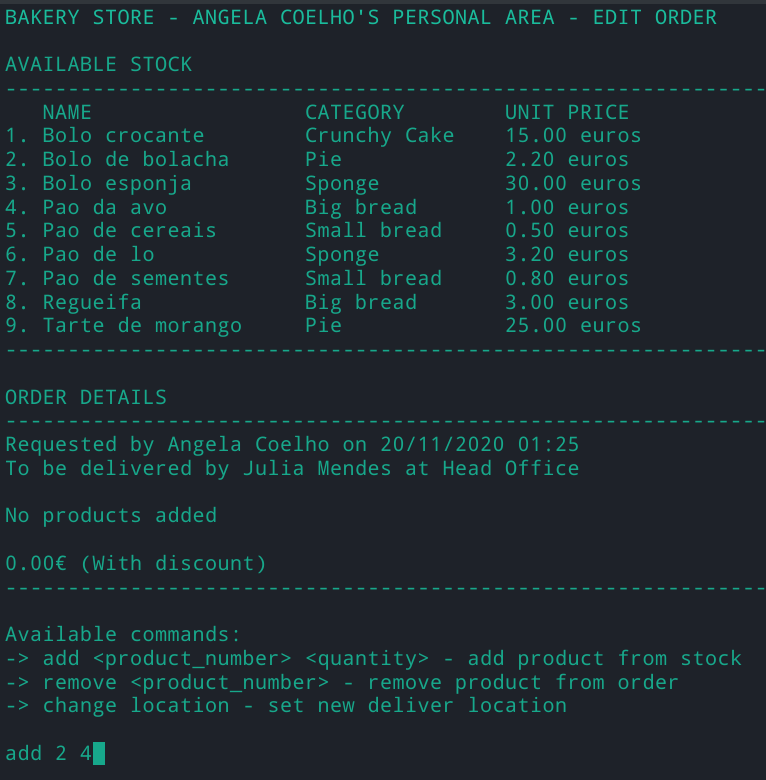 BAKERY STORE - ANGELA COELHO'S PERSONAL AREA - EDIT ORDER
AVAILABLE STOCK
-------------------------------------------------------------
NAME CATEGORY UNIT PRICE
1. Bolo crocante Crunchy Cake 15.00 euros
2. Bolo de bolacha Pie 2.20 euros
3. Bolo esponja Sponge 30.00 euros
4. Pao da avo Big bread 1.00 euros
5. Pao de cereais Small bread 0.50 euros
6. Pao de lo Sponge 3.20 euros
7. Pao de sementes Small bread 0.80 euros
8. Regueifa Big bread 3.00 euros
9. Tarte de morango Pie 25.00 euros
-------------------------------------------------------------
ORDER DETAILS
-------------------------------------------------------------
Requested by Angela Coelho on 20/11/2020 01:25
To be delivered by Julia Mendes at Head Office
No products added
0.00€ (With discount)
-------------------------------------------------------------
Available commands:
-> add <product_number> <quantity> - add product from stock
-> remove <product_number> - remove product from order
-> change location - set new deliver location
add 2 4